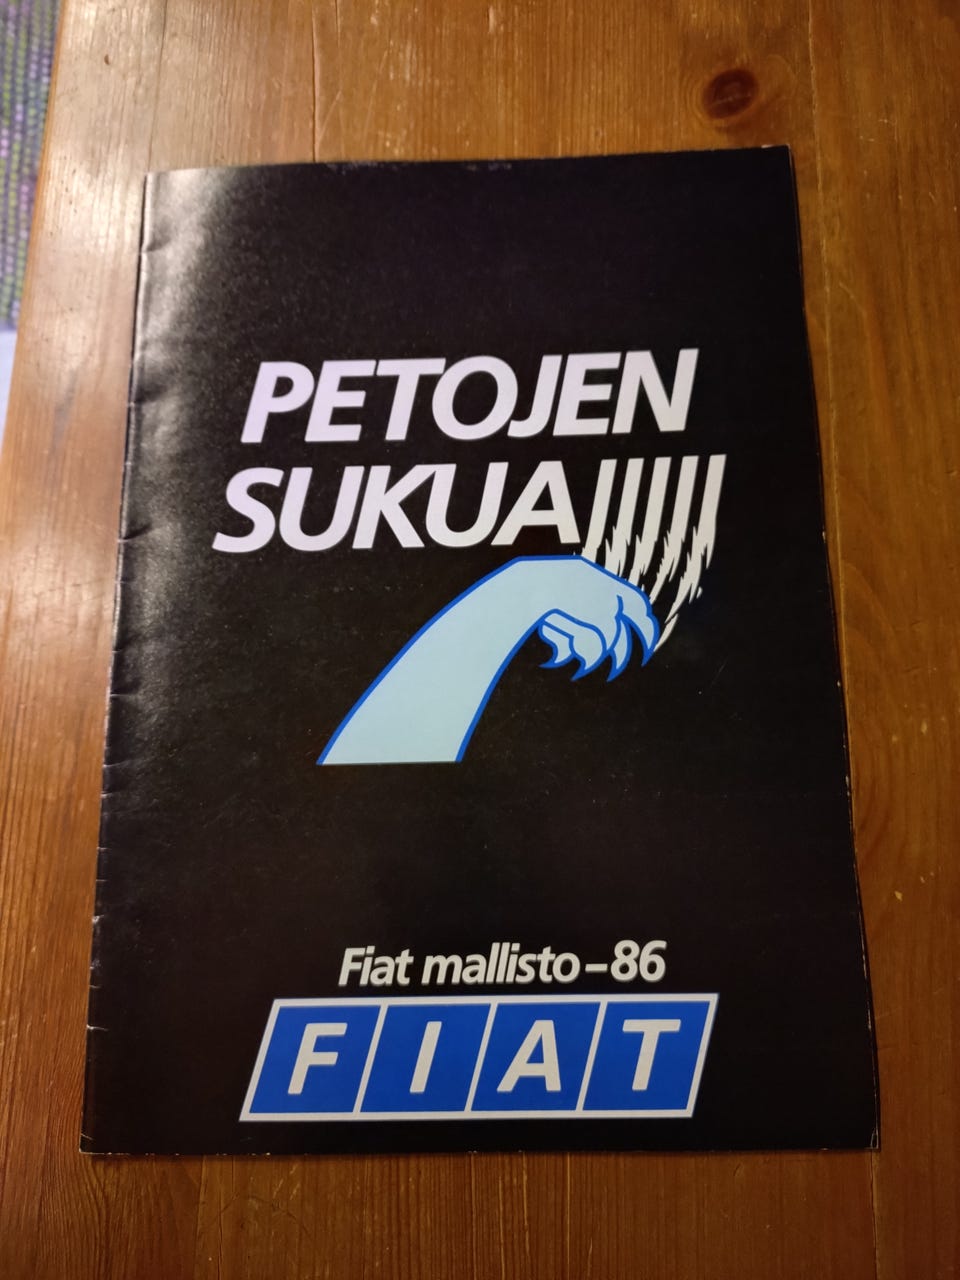 PETOJEN
SUKUA
Fiat mallisto-86
FIAT